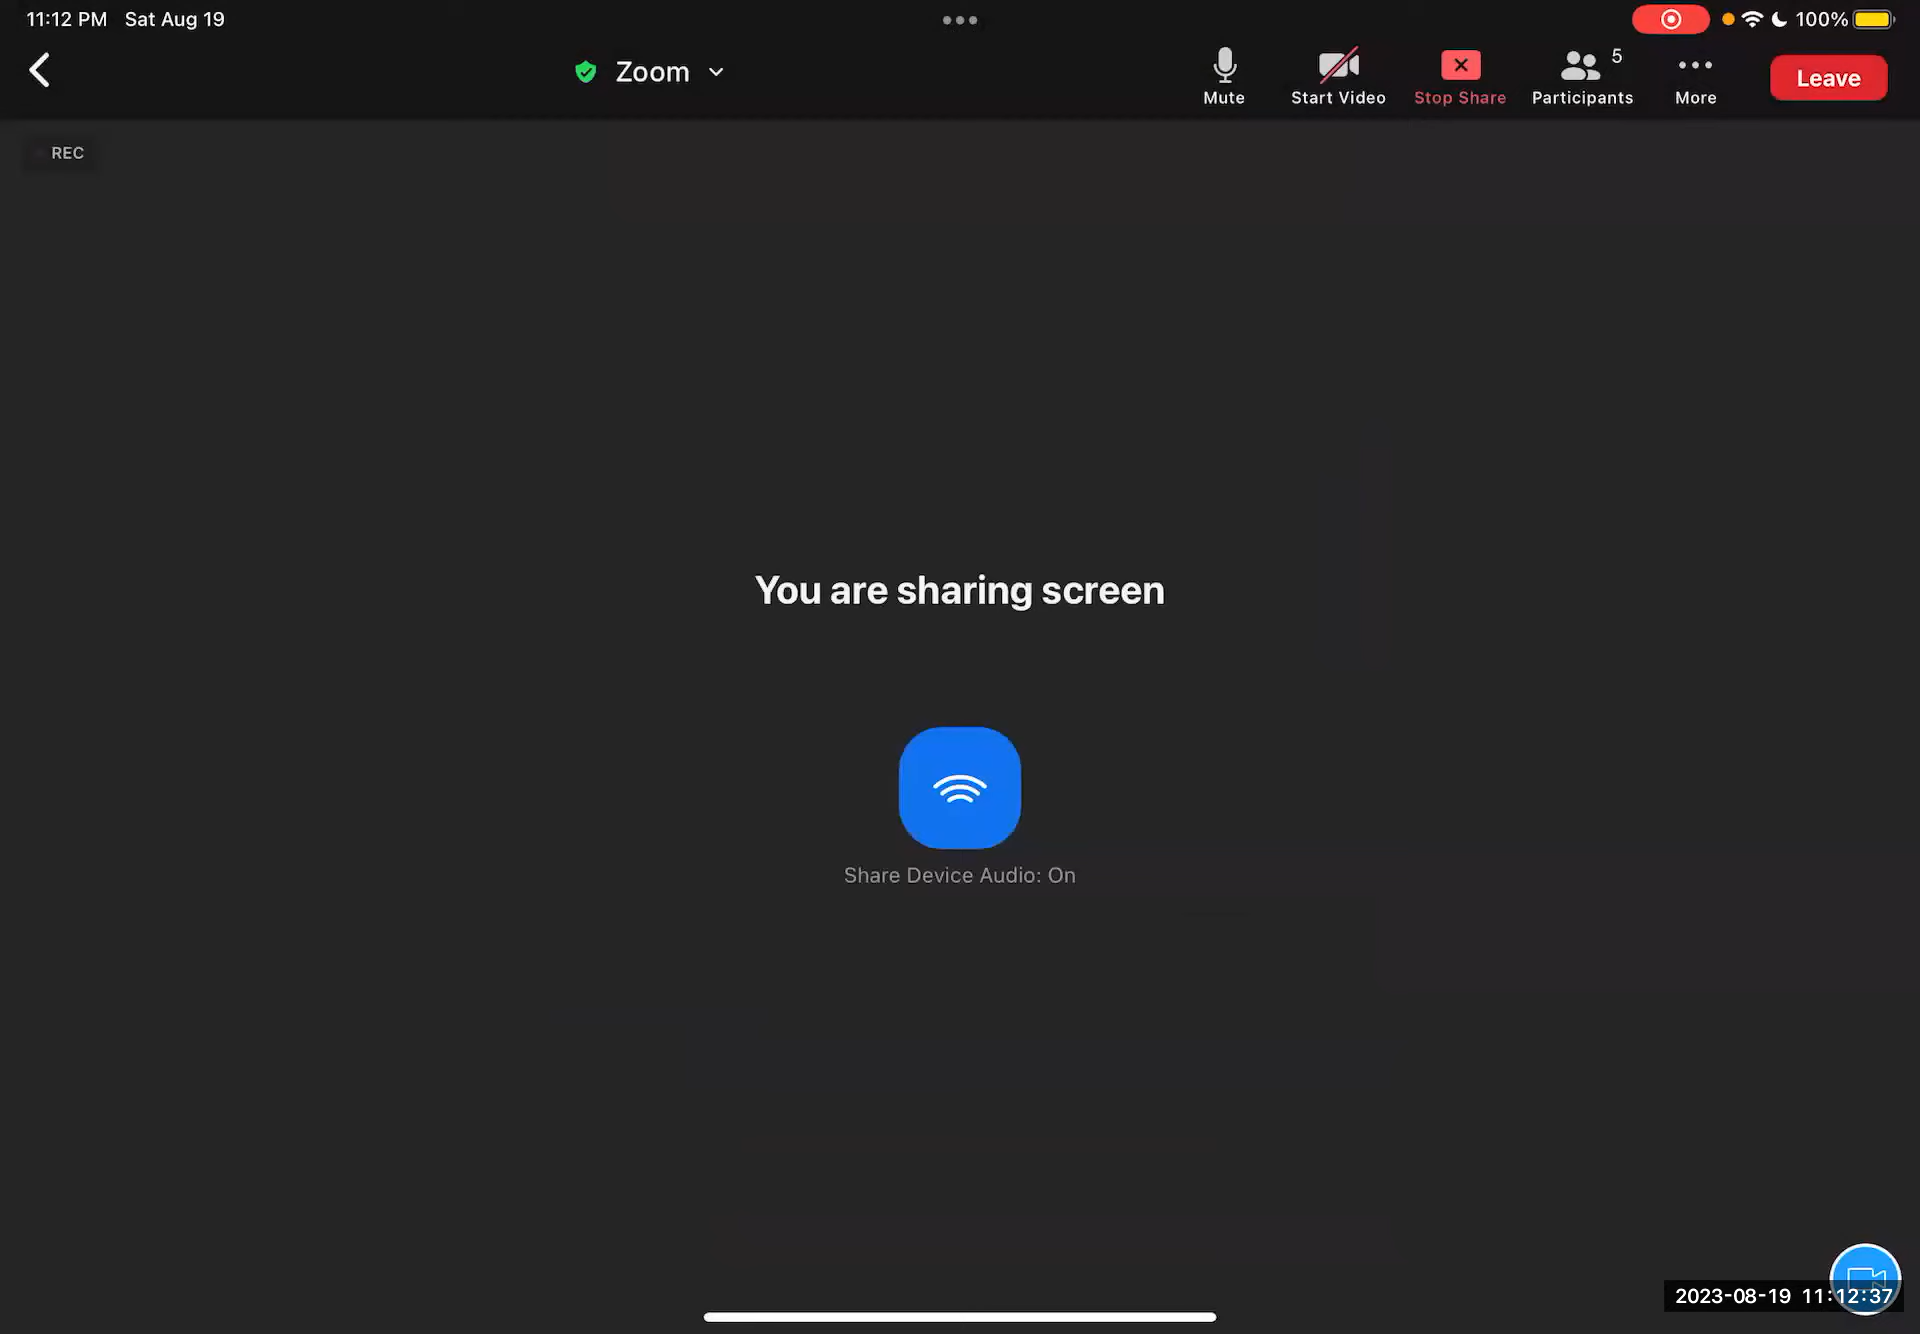 11:12 PM Sat Aug 19
100%
Zoom
Mute
Start Video
Stop Share
Participants
5
More
Leave
REC
You are sharing screen
Share Device Audio: On
2023-08-19 11:12:37